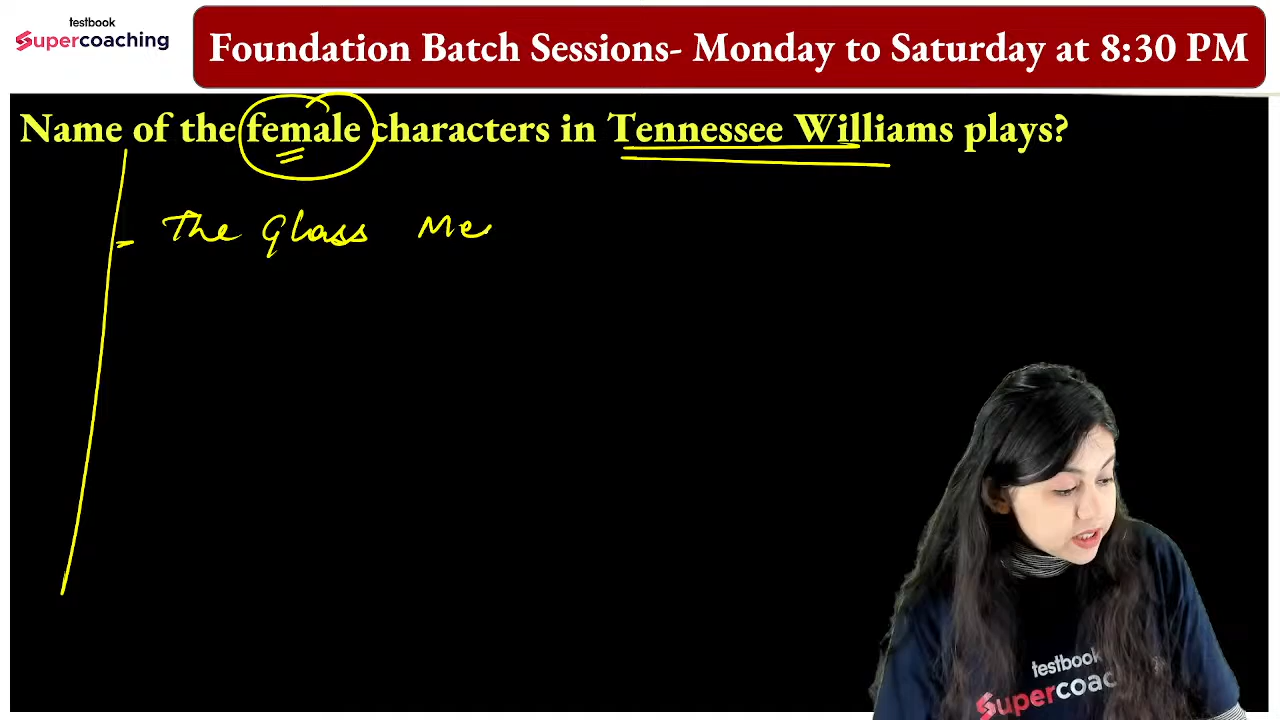 testbook
Supercoaching
Foundation Batch Sessions- Monday to Saturday at 8:30 PM
Name of the female characters in Tennessee Williams plays?
- The Glass Me
testbook
Supercoac